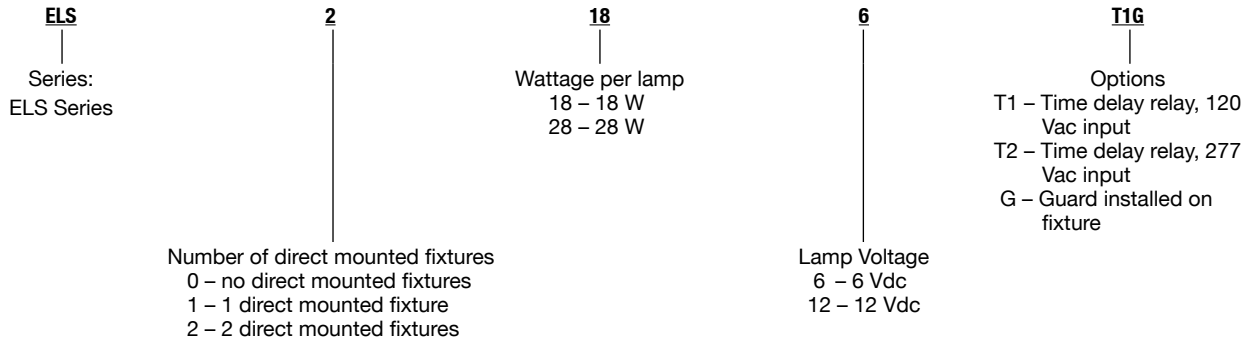 ELS 2 18 6 T1G
Series:
ELS Series
Number of direct mounted fixtures
0 – no direct mounted fixtures
1 – 1 direct mounted fixture
2 – 2 direct mounted fixtures
Wattage per lamp
18 – 18 W
28 – 28 W
Lamp Voltage
6 – 6 Vdc
12 – 12 Vdc
Options
T1 – Time delay relay, 120
Vac input
T2 – Time delay relay, 277
Vac input
G – Guard installed on
fixture